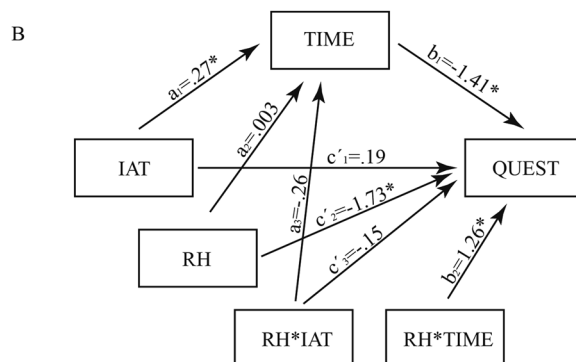 B
TIME
a₁=.27*
b₁=-1.41*
a₂=.003
IAT
c´₁=.19
QUEST
a₃=-.26
c´₂=-1.73*
RH
c´₃=-.15
b₂=1.26*
RH*IAT
RH*TIME